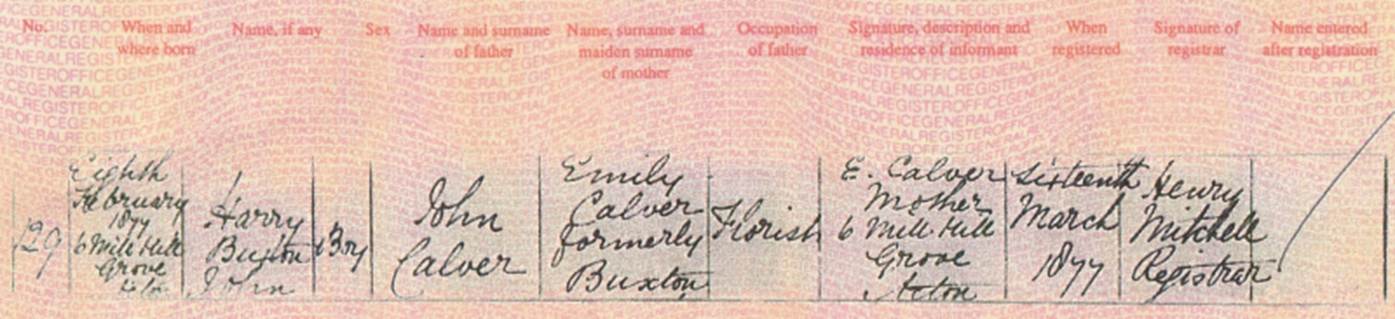 No.
When and
where born
Name, if any
Sex
Name and surname
of father
Name, surname and
maiden surname
of mother
Occupation
of father
Signature, description and
residence of informant
When
registered
Signature of
registrar
Name entered
after registration
129
Eighth
February
1877
6 Mill Hill
Grove
Acton
Harry
Buxton
John
Boy
John
Calver
Emily
Calver
formerly
Buxton
Florist
E. Calver
Mother
6 Mill Hill
Grove
Acton
Sixteenth
March
1877
Henry
Mitchell
Registrar